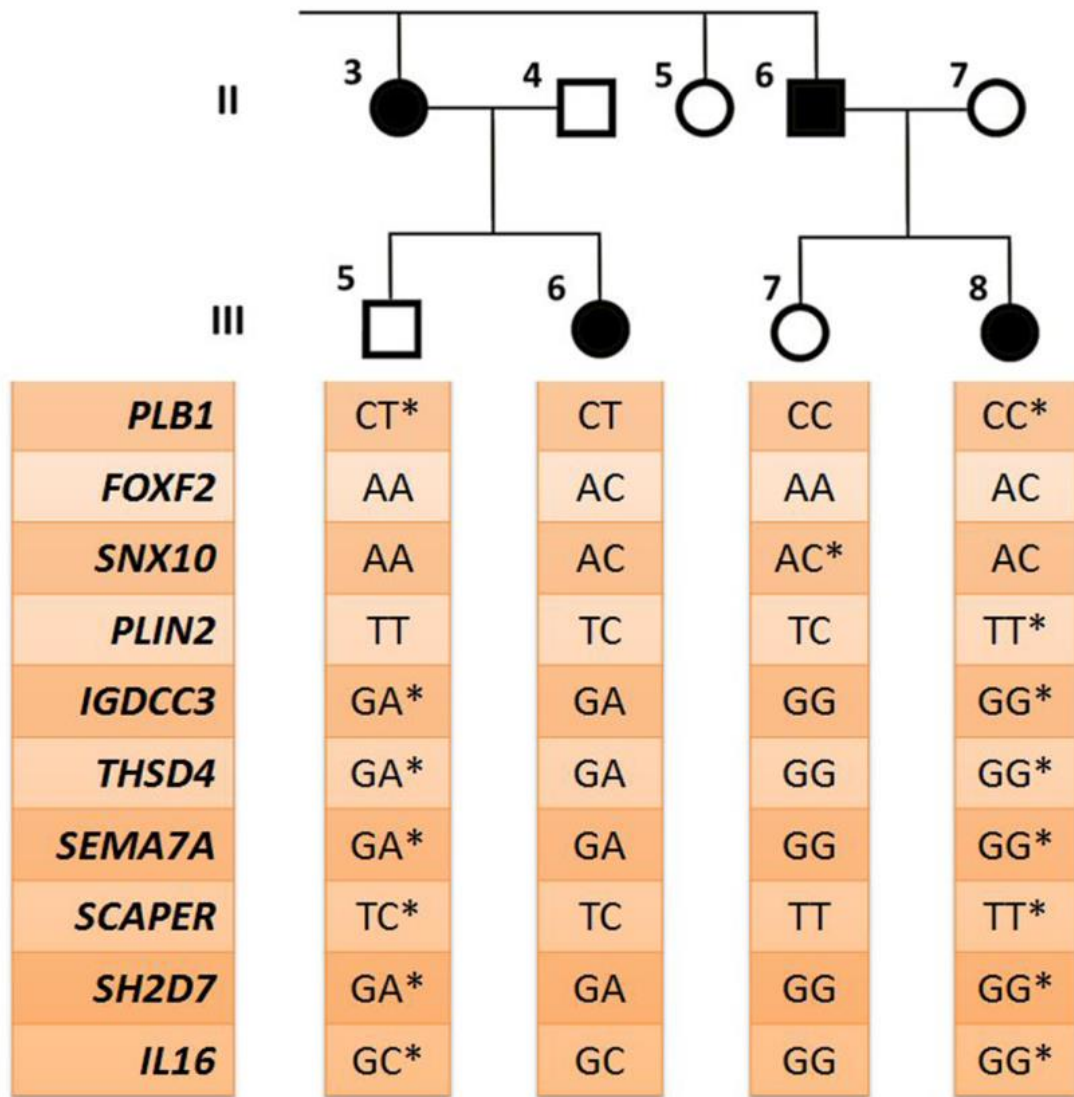 3 4 5 6 7
II
5 6 7 8
III
PLB1 CT* CT CC CC*
FOXF2 AA AC AA AC
SNX10 AA AC AC* AC
PLIN2 TT TC TC TT*
IGDCC3 GA* GA GG GG*
THSD4 GA* GA GG GG*
SEMA7A GA* GA GG GG*
SCAPER TC* TC TT TT*
SH2D7 GA* GA GG GG*
IL16 GC* GC GG GG*